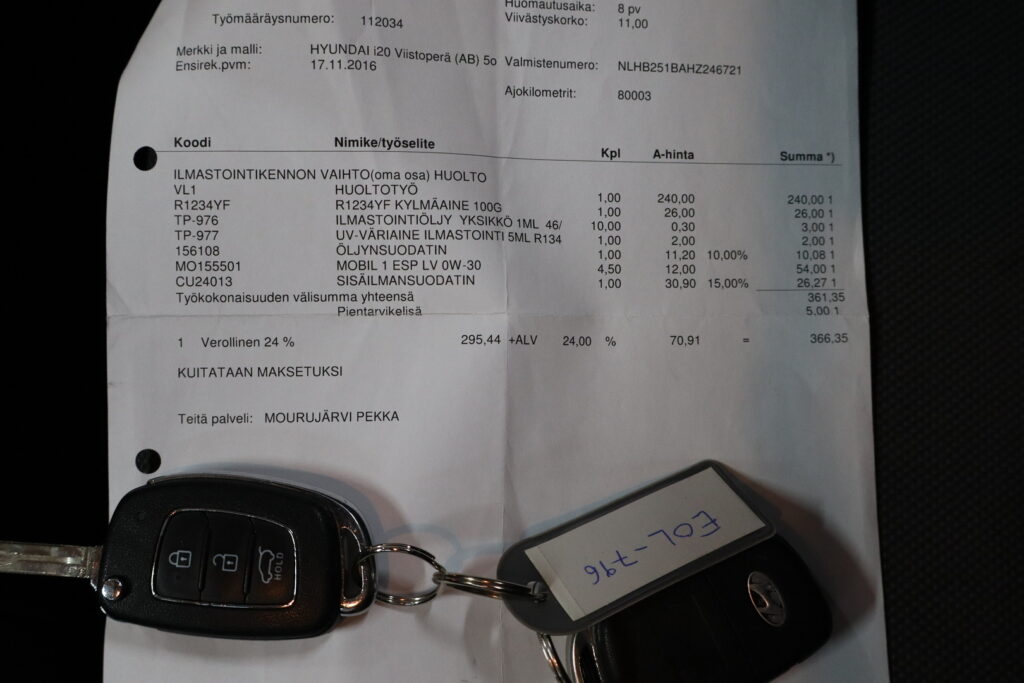 Työmääräysnumero: 112034
Huomautusaika: 8 pv
Viivästyskorko: 11,00
Merkki ja malli: HYUNDAI i20 Viistoperä (AB) 5o
Ensirek.pvm: 17.11.2016
Valmistenumero: NLHB251BAHZ246721
Ajokilometrit: 80003
Koodi Nimike/työselite Kpl A-hinta Summa *)
ILMASTOINTIKENNON VAIHTO(oma osa) HUOLTO
VL1 HUOLTOTYÖ 1,00 240,00 240,00 1
R1234YF R1234YF KYLMÄAINE 100G 1,00 26,00 26,00 1
TP-976 ILMASTOINTIÖLJY YKSIKKÖ 1ML 46/ 10,00 0,30 3,00 1
TP-977 UV-VÄRIAINE ILMASTOINTI 5ML R134 1,00 2,00 2,00 1
156108 ÖLJYNSUODATIN 1,00 11,20 10,00% 10,08 1
MO155501 MOBIL 1 ESP LV 0W-30 4,50 12,00 54,00 1
CU24013 SISÄILMANSUODATIN 1,00 30,90 15,00% 26,27 1
Työkokonaisuuden välisumma yhteensä 361,35
Pientarvikelisä 5,00 1
1 Verollinen 24 % 295,44 +ALV 24,00 % 70,91 = 366,35
KUITATAAN MAKSETUKSI
Teitä palveli: MOURUJÄRVI PEKKA
HOLD
EOL-796